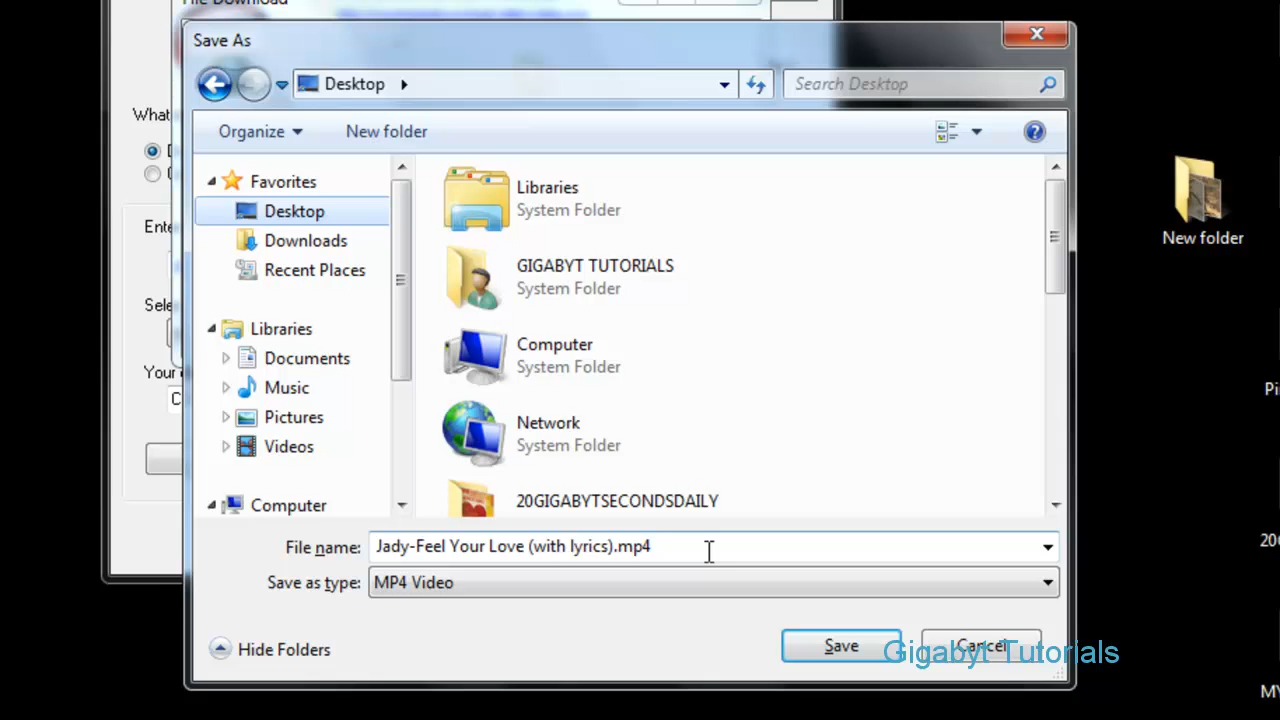 File Download
Save As
Desktop
Search Desktop
Organize
New folder
What
Favorites
Desktop
Downloads
Recent Places
Libraries
Documents
Music
Pictures
Videos
Computer
Libraries
System Folder
GIGABYT TUTORIALS
System Folder
Computer
System Folder
Network
System Folder
20GIGABYTSECONDSDAILY
New folder
Your
File name:
Jady-Feel Your Love (with lyrics).mp4
Save as type:
MP4 Video
Hide Folders
Save
Cancel
Gigabyt Tutorials